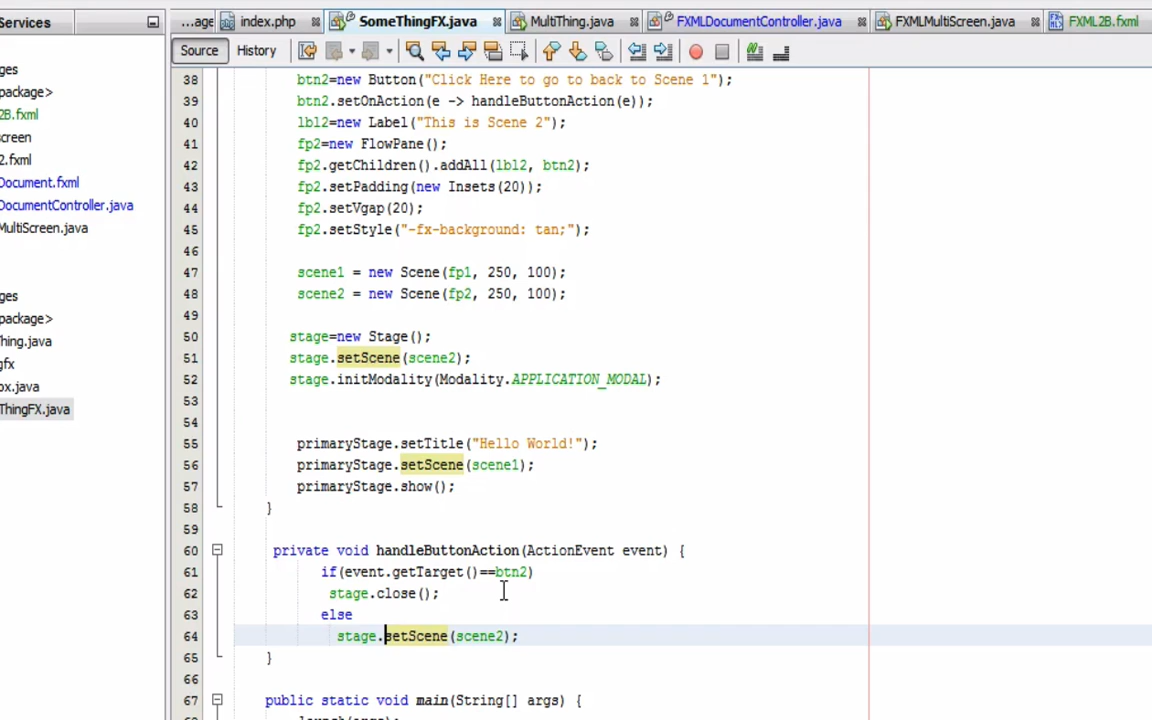 Services ...age index.php SomeThingFX.java MultiThing.java FXMLDocumentController.java FXMLMultiScreen.java FXML2B.fxml
Source History
ges
package>
2B.fxml
creen
2.fxml
Document.fxml
DocumentController.java
MultiScreen.java
ges
package>
Thing.java
gfx
ox.java
ThingFX.java
38 btn2=new Button("Click Here to go to back to Scene 1");
39 btn2.setOnAction(e -> handleButtonAction(e));
40 lbl2=new Label("This is Scene 2");
41 fp2=new FlowPane();
42 fp2.getChildren().addAll(lbl2, btn2);
43 fp2.setPadding(new Insets(20));
44 fp2.setVgap(20);
45 fp2.setStyle("-fx-background: tan;");
46
47 scene1 = new Scene(fp1, 250, 100);
48 scene2 = new Scene(fp2, 250, 100);
49
50 stage=new Stage();
51 stage.setScene(scene2);
52 stage.initModality(Modality.APPLICATION_MODAL);
53
54
55 primaryStage.setTitle("Hello World!");
56 primaryStage.setScene(scene1);
57 primaryStage.show();
58 }
59
60 private void handleButtonAction(ActionEvent event) {
61 if(event.getTarget()==btn2)
62 stage.close();
63 else
64 stage.setScene(scene2);
65 }
66
67 public static void main(String[] args) {